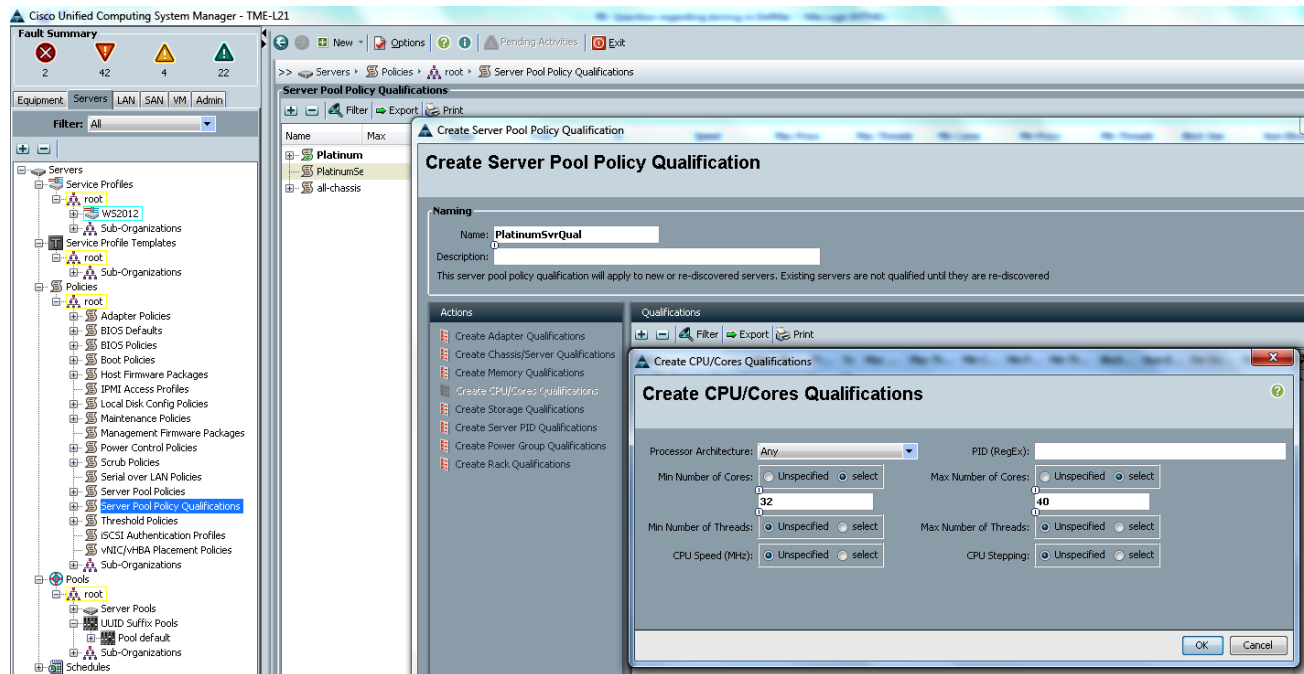 Cisco Unified Computing System Manager - TME-L21
Fault Summary
2 42 4 22
New Options Pending Activities Exit
>> Servers Policies root Server Pool Policy Qualifications
Equipment Servers LAN SAN VM Admin
Filter: All
Servers
Service Profiles
root
WS2012
Sub-Organizations
Service Profile Templates
root
Sub-Organizations
Policies
root
Adapter Policies
BIOS Defaults
BIOS Policies
Boot Policies
Host Firmware Packages
IPMI Access Profiles
Local Disk Config Policies
Maintenance Policies
Management Firmware Packages
Power Control Policies
Scrub Policies
Serial over LAN Policies
Server Pool Policies
Server Pool Policy Qualifications
Threshold Policies
iSCSI Authentication Profiles
vNIC/vHBA Placement Policies
Sub-Organizations
Pools
root
Server Pools
UUID Suffix Pools
Pool default
Sub-Organizations
Schedules
Server Pool Policy Qualifications
Filter Export Print
Name Max
Platinum
PlatinumSe
all-chassis
Create Server Pool Policy Qualification
Create Server Pool Policy Qualification
Naming
Name: PlatinumSvrQual
Description:
This server pool policy qualification will apply to new or re-discovered servers. Existing servers are not qualified until they are re-discovered
Actions
Create Adapter Qualifications
Create Chassis/Server Qualifications
Create Memory Qualifications
Create CPU/Cores Qualifications
Create Storage Qualifications
Create Server PID Qualifications
Create Power Group Qualifications
Create Rack Qualifications
Qualifications
Filter Export Print
Create CPU/Cores Qualifications
Create CPU/Cores Qualifications
Processor Architecture: Any PID (RegEx):
Min Number of Cores: Unspecified select Max Number of Cores: Unspecified select
32 40
Min Number of Threads: Unspecified select Max Number of Threads: Unspecified select
CPU Speed (MHz): Unspecified select CPU Stepping: Unspecified select
OK Cancel